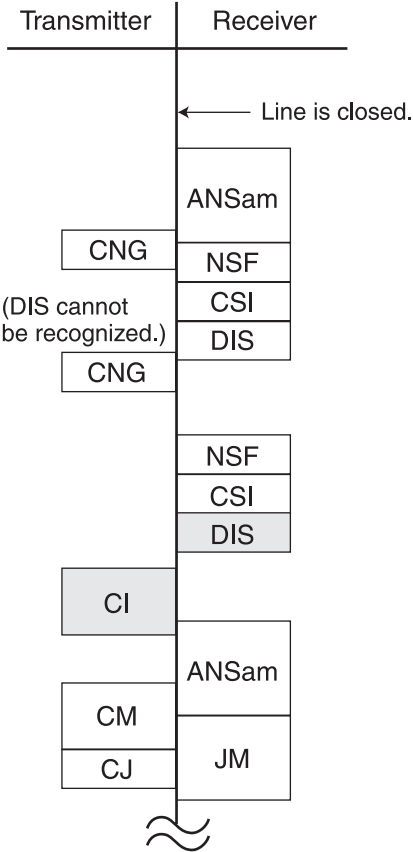 Transmitter Receiver
Line is closed.
ANSam
CNG
NSF
CSI
(DIS cannot
be recognized.)
DIS
CNG
NSF
CSI
DIS
CI
ANSam
CM
JM
CJ